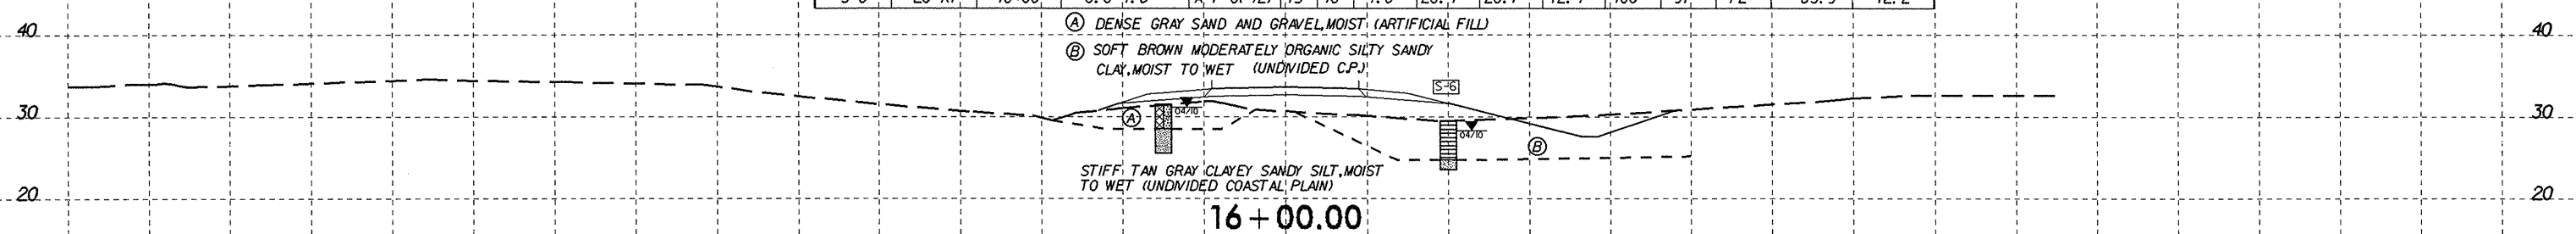 Ⓐ DENSE GRAY SAND AND GRAVEL, MOIST (ARTIFICIAL FILL)
40 40
Ⓑ SOFT BROWN MODERATELY ORGANIC SILTY SANDY
CLAY, MOIST TO WET (UNDIVIDED C.P.)
S-6
04/10
30 Ⓐ 30
04/10
Ⓑ
STIFF TAN GRAY CLAYEY SANDY SILT, MOIST
TO WET (UNDIVIDED COASTAL PLAIN)
20 20
16+00.00